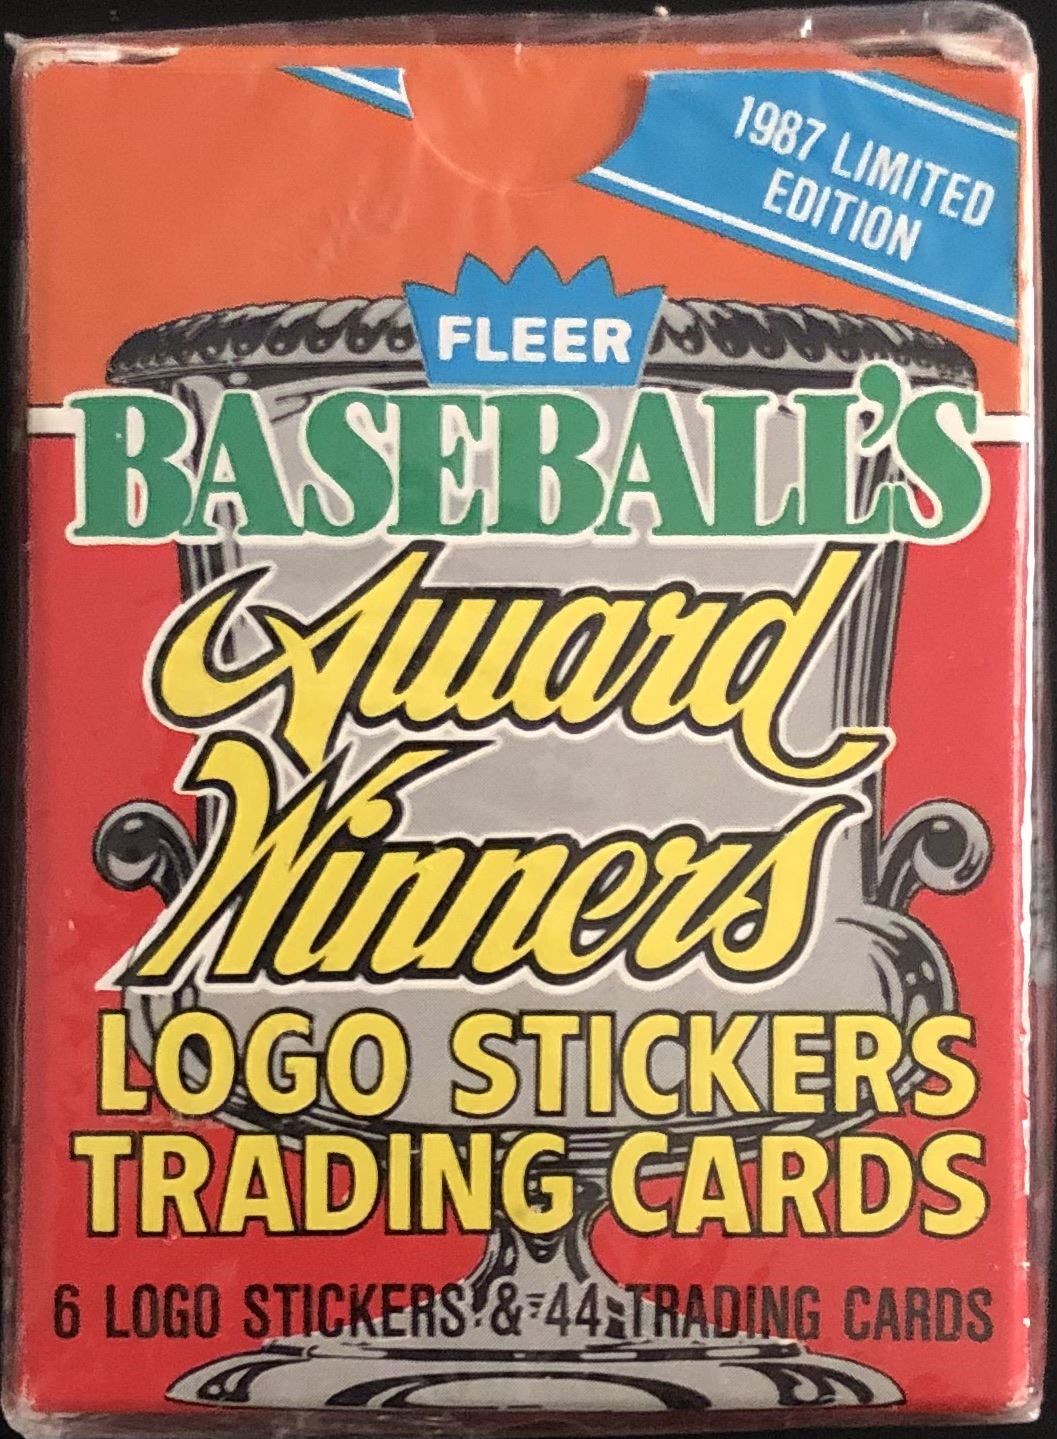 1987 LIMITED
EDITION
FLEER
BASEBALL'S
Award
Winners
LOGO STICKERS
TRADING CARDS
6 LOGO STICKERS & 44 TRADING CARDS